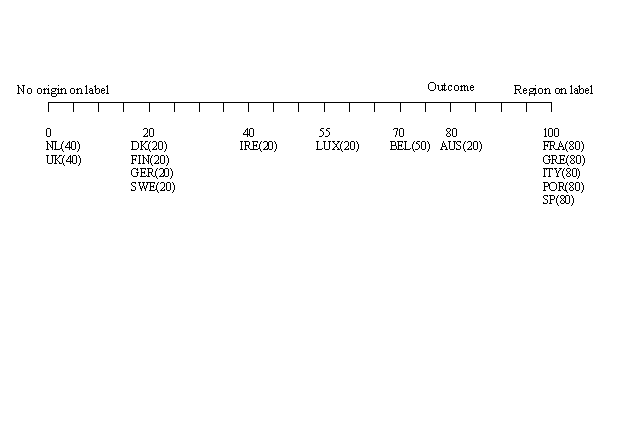 No origin on label Outcome Region on label
0 20 40 55 70 80 100
NL(40) DK(20) IRE(20) LUX(20) BEL(50) AUS(20) FRA(80)
UK(40) FIN(20) GRE(80)
GER(20) ITY(80)
SWE(20) POR(80)
SP(80)